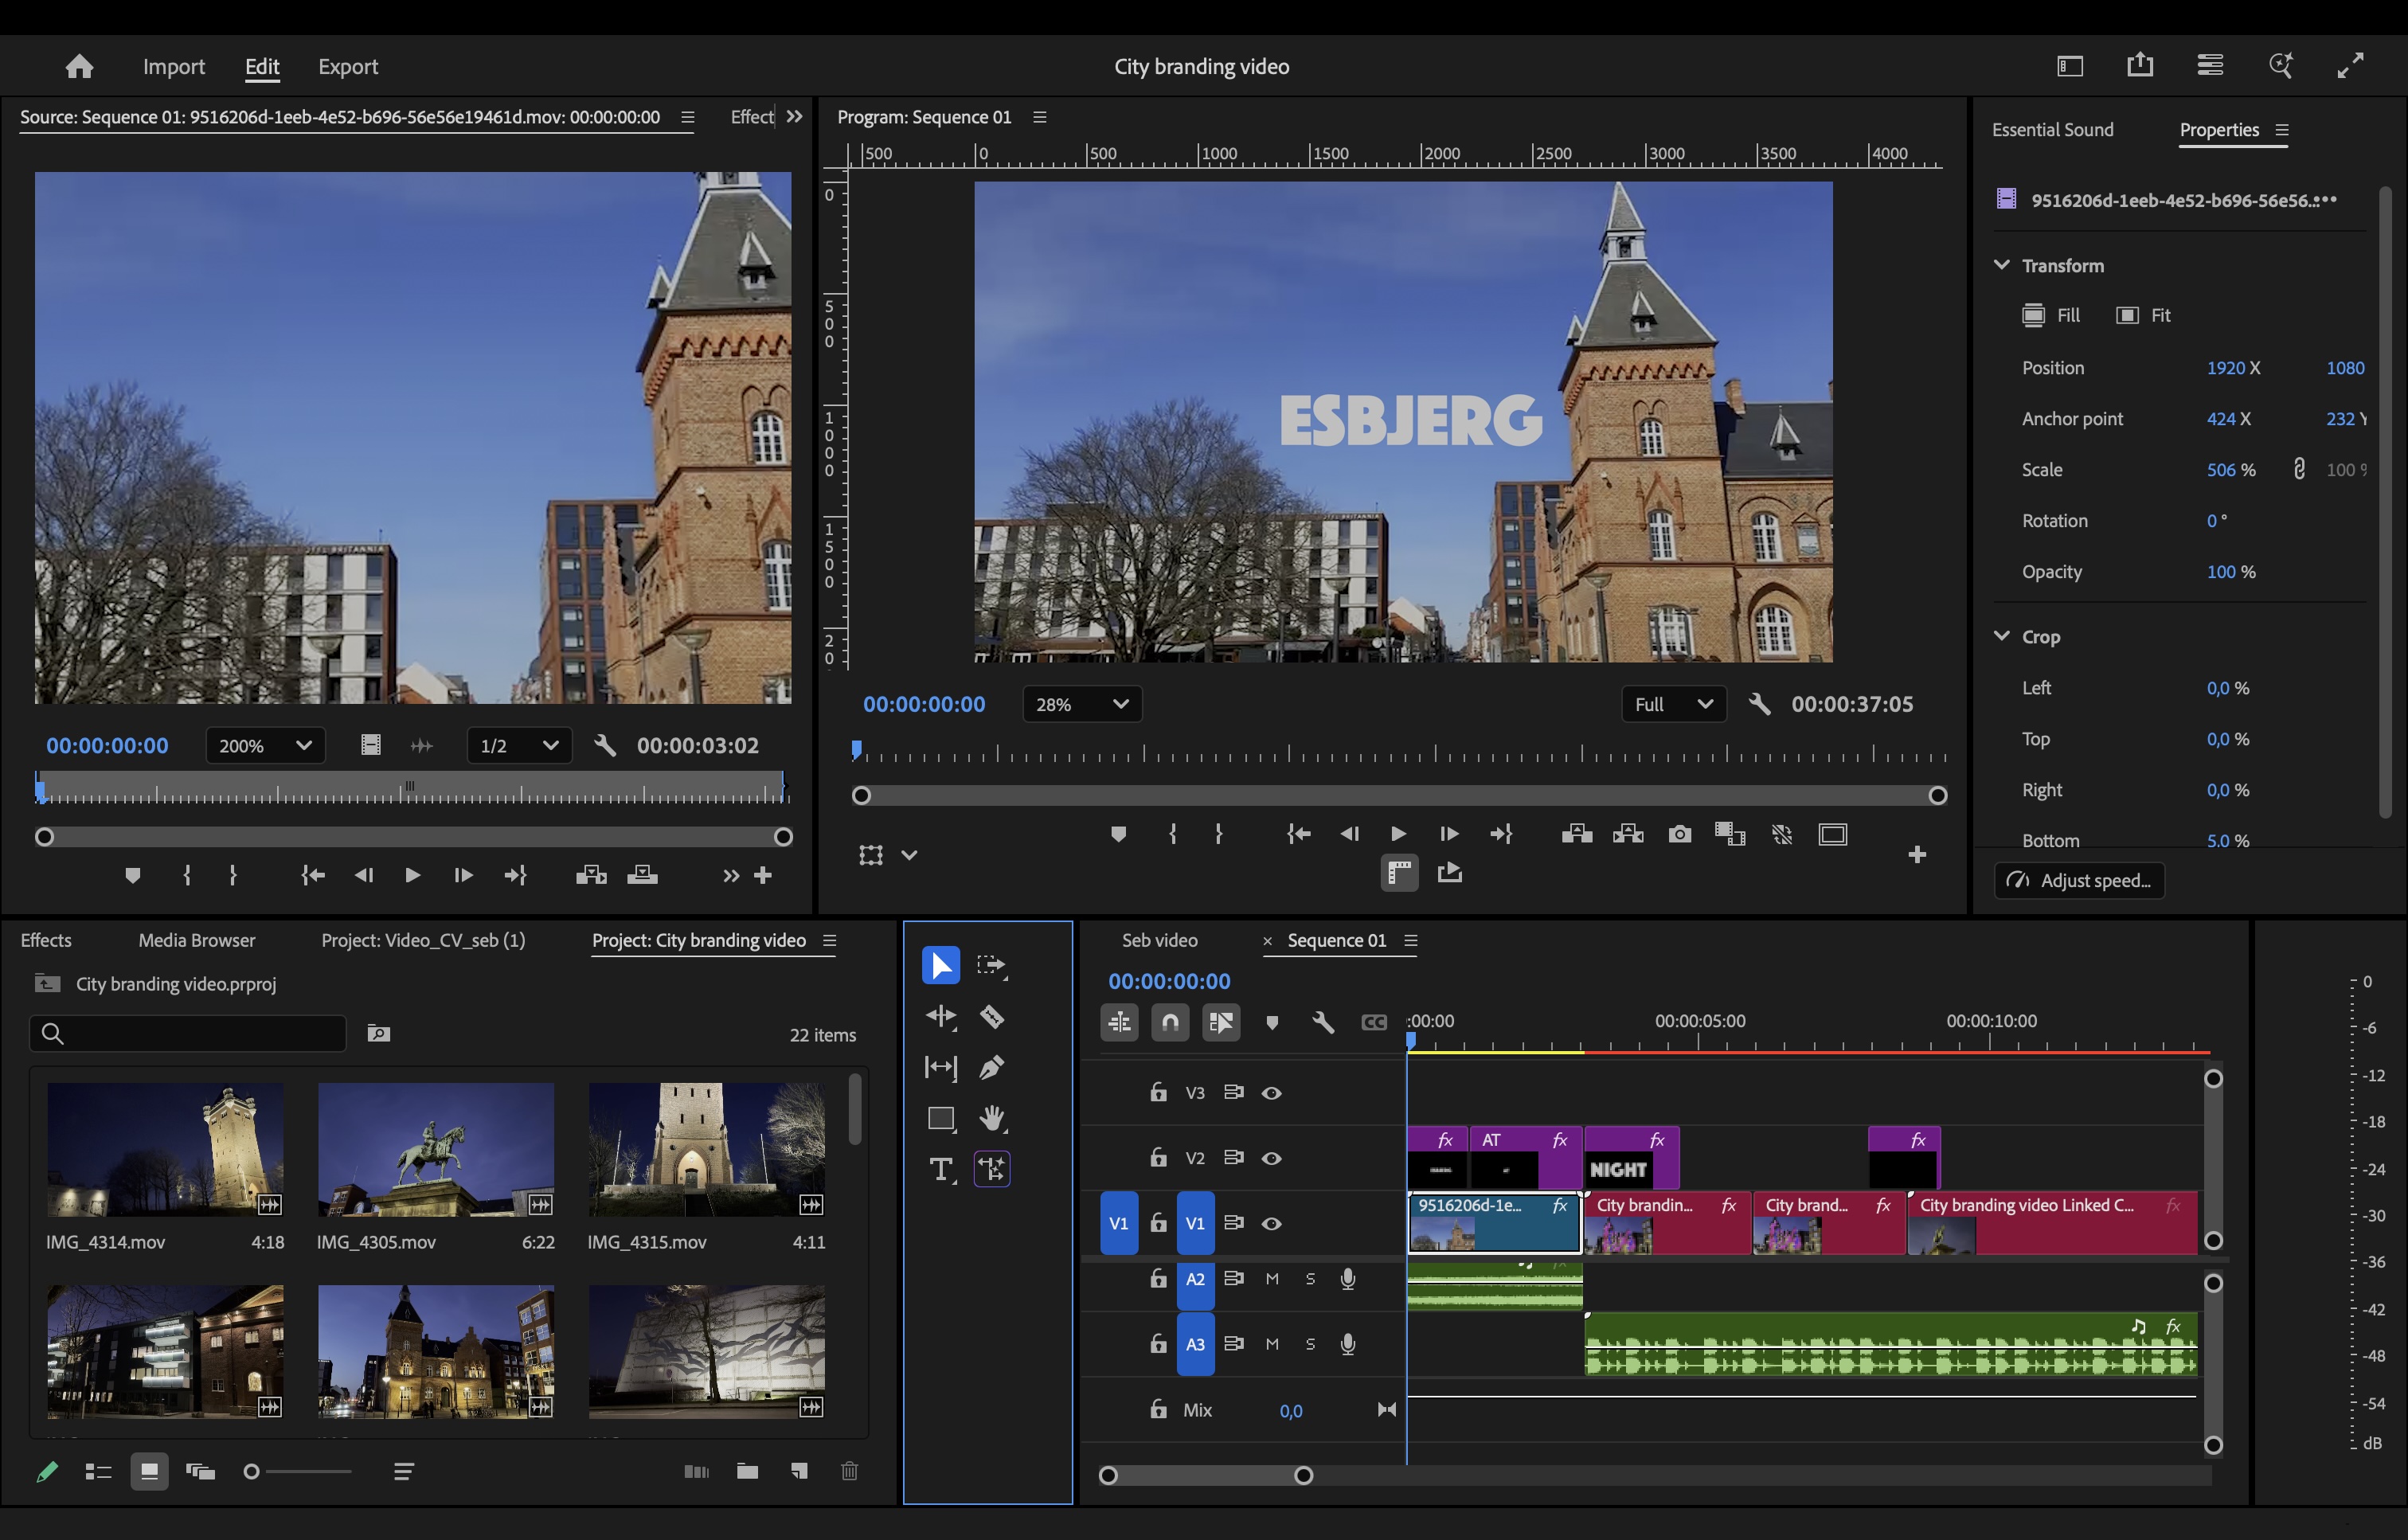 Import Edit Export City branding video
Source: Sequence 01: 9516206d-1eeb-4e52-b696-56e56e19461d.mov: 00:00:00:00 Effect
Program: Sequence 01
Essential Sound Properties
500 0 500 1000 1500 2000 2500 3000 3500 4000
0
500
1000
1500
20
ESBJERG
9516206d-1eeb-4e52-b696-56e56...
Transform
Fill Fit
Position 1920 X 1080
Anchor point 424 X 232 Y
Scale 506 % 100 %
Rotation 0 °
Opacity 100 %
Crop
Left 0,0 %
Top 0,0 %
Right 0,0 %
Bottom 5,0 %
Adjust speed...
00:00:00:00 200% 1/2 00:00:03:02
00:00:00:00 28% Full 00:00:37:05
Effects Media Browser Project: Video_CV_seb (1) Project: City branding video
City branding video.prproj
22 items
IMG_4314.mov 4:18 IMG_4305.mov 6:22 IMG_4315.mov 4:11
T
Seb video × Sequence 01
00:00:00:00
CC
:00:00 00:00:05:00 00:00:10:00
V3
V2 fx AT fx fx fx
NIGHT
V1 V1 9516206d-1e... fx City brandin... fx City brand... fx City branding video Linked C... fx
A2 M S
A3 M S fx
Mix 0,0
0
-6
-12
-18
-24
-30
-36
-42
-48
-54
dB